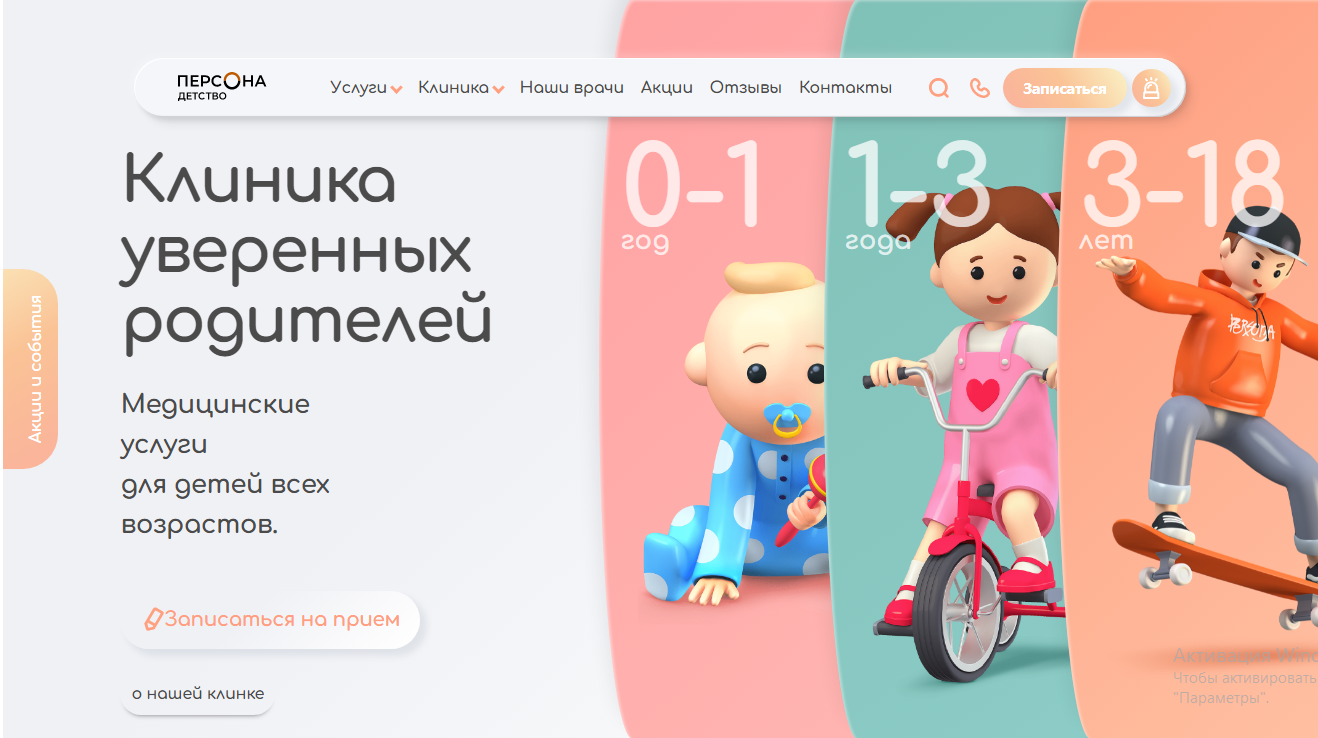 ПЕРСОНА
ДЕТСТВО
Услуги
Клиника
Наши врачи
Акции
Отзывы
Контакты
Записаться
Клиника
уверенных
родителей
Медицинские
услуги
для детей всех
возрастов.
Записаться на прием
о нашей клинке
Акции и события
0-1
год
1-3
года
3-18
лет
Чтобы активировать
"Параметры".